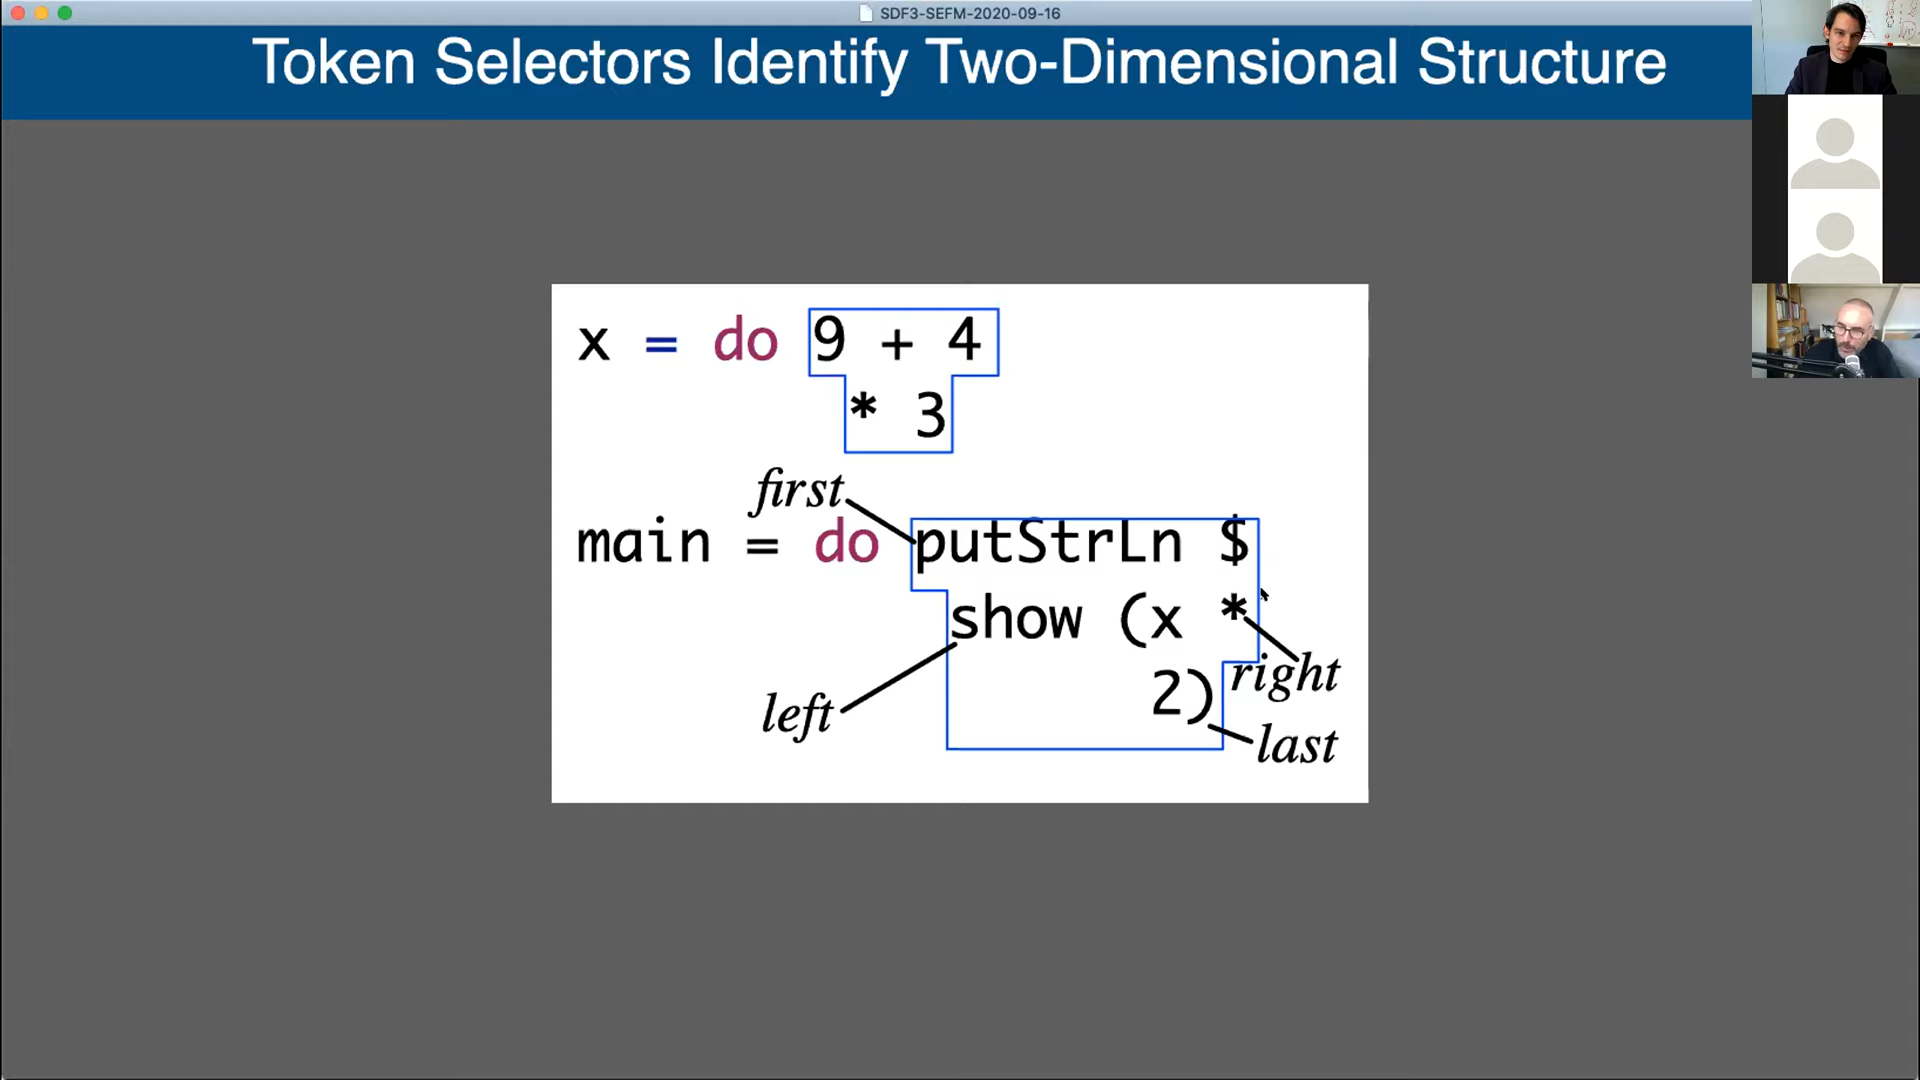 SDF3-SEFM-2020-09-16
Token Selectors Identify Two-Dimensional Structure
x = do 9 + 4
* 3
first
main = do putStrLn $
show (x *
right
2)
left
last